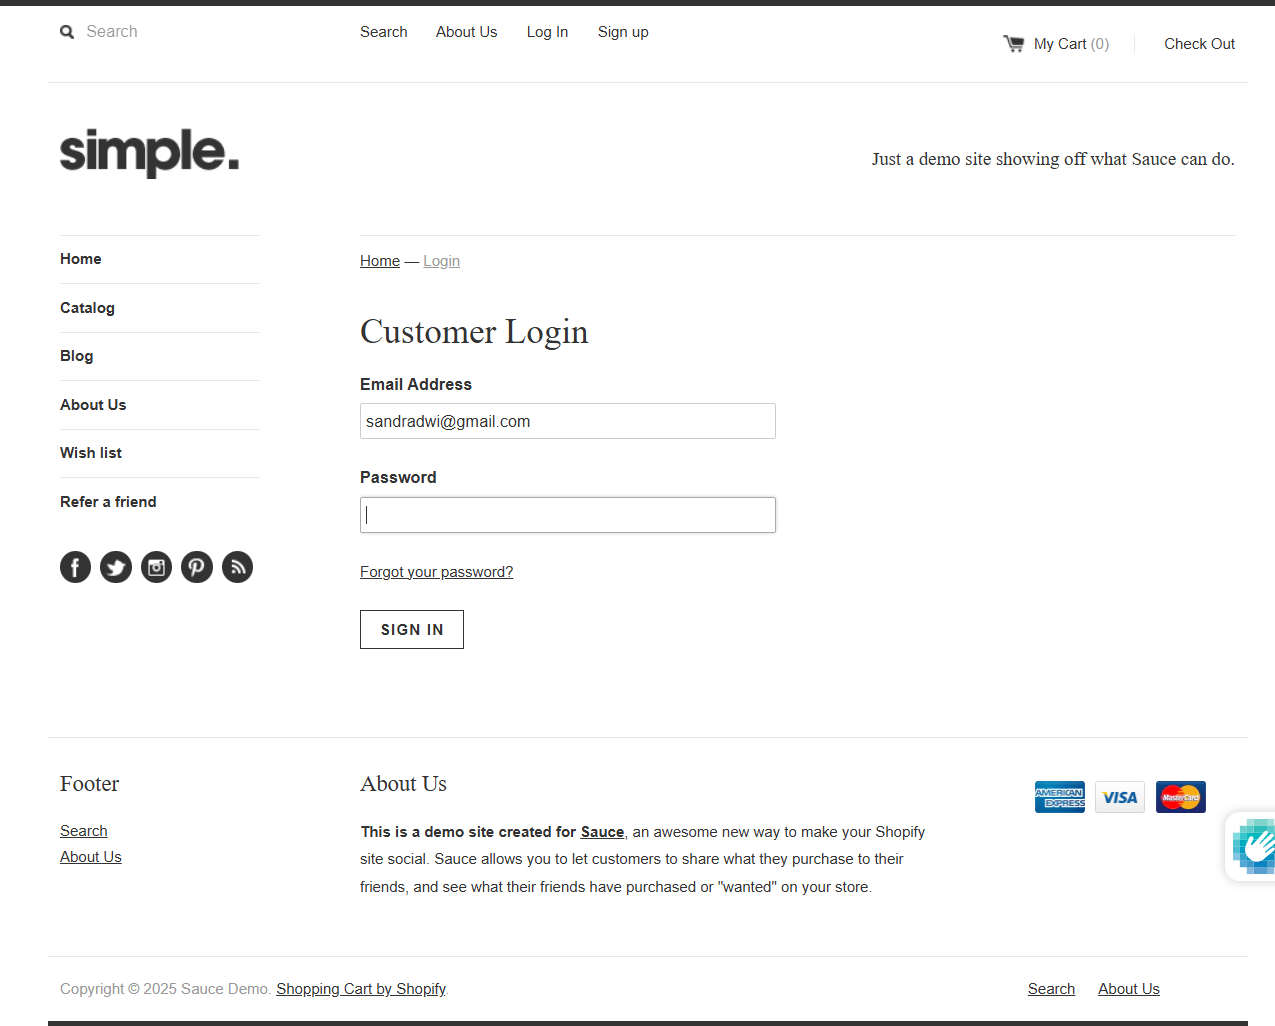 Search
Search About Us Log In Sign up
My Cart (0) Check Out
simple.
Just a demo site showing off what Sauce can do.
Home
Catalog
Blog
About Us
Wish list
Refer a friend
Home — Login
Customer Login
Email Address
sandradwi@gmail.com
Password
Forgot your password?
SIGN IN
Footer
Search
About Us
About Us
This is a demo site created for Sauce, an awesome new way to make your Shopify
site social. Sauce allows you to let customers to share what they purchase to their
friends, and see what their friends have purchased or "wanted" on your store.
AMERICAN EXPRESS
VISA
MasterCard
Copyright © 2025 Sauce Demo. Shopping Cart by Shopify.
Search About Us